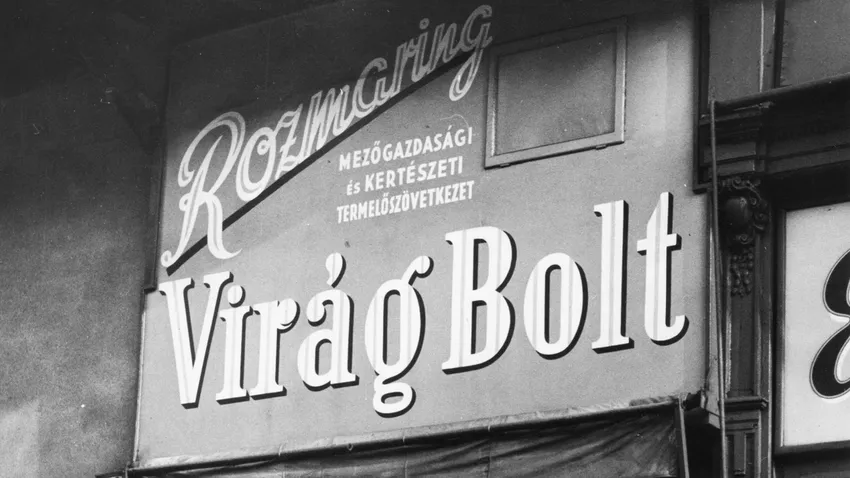 Rozmaring
MEZŐGAZDASÁGI
és KERTÉSZETI
TERMELŐSZÖVETKEZET
Virág Bolt